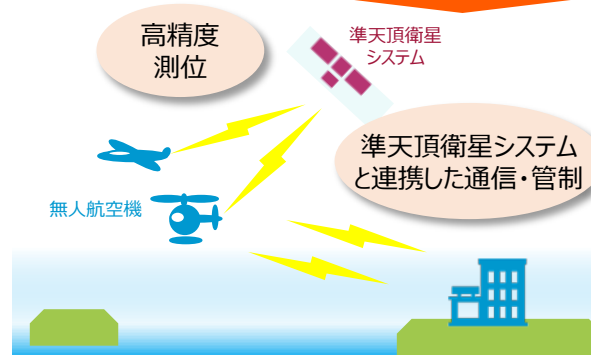 高精度
測位
準天頂衛星
システム
準天頂衛星システム
と連携した通信・管制
無人航空機